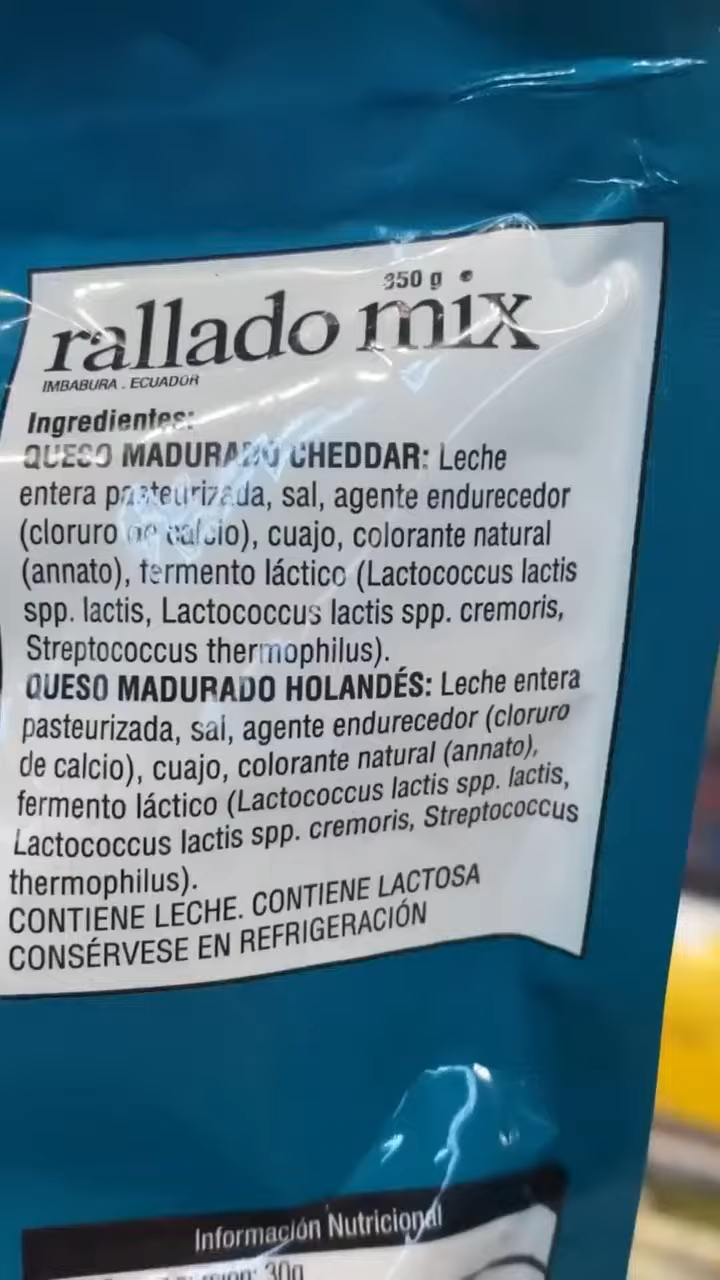 350 g
rallado mix
IMBABURA . ECUADOR
Ingredientes:
QUESO MADURADO CHEDDAR: Leche
entera pasteurizada, sal, agente endurecedor
(cloruro de calcio), cuajo, colorante natural
(annato), fermento láctico (Lactococcus lactis
spp. lactis, Lactococcus lactis spp. cremoris,
Streptococcus thermophilus).
QUESO MADURADO HOLANDÉS: Leche entera
pasteurizada, sal, agente endurecedor (cloruro
de calcio), cuajo, colorante natural (annato),
fermento láctico (Lactococcus lactis spp. lactis,
Lactococcus lactis spp. cremoris, Streptococcus
thermophilus).
CONTIENE LECHE. CONTIENE LACTOSA
CONSÉRVESE EN REFRIGERACIÓN
Información Nutricional
30g